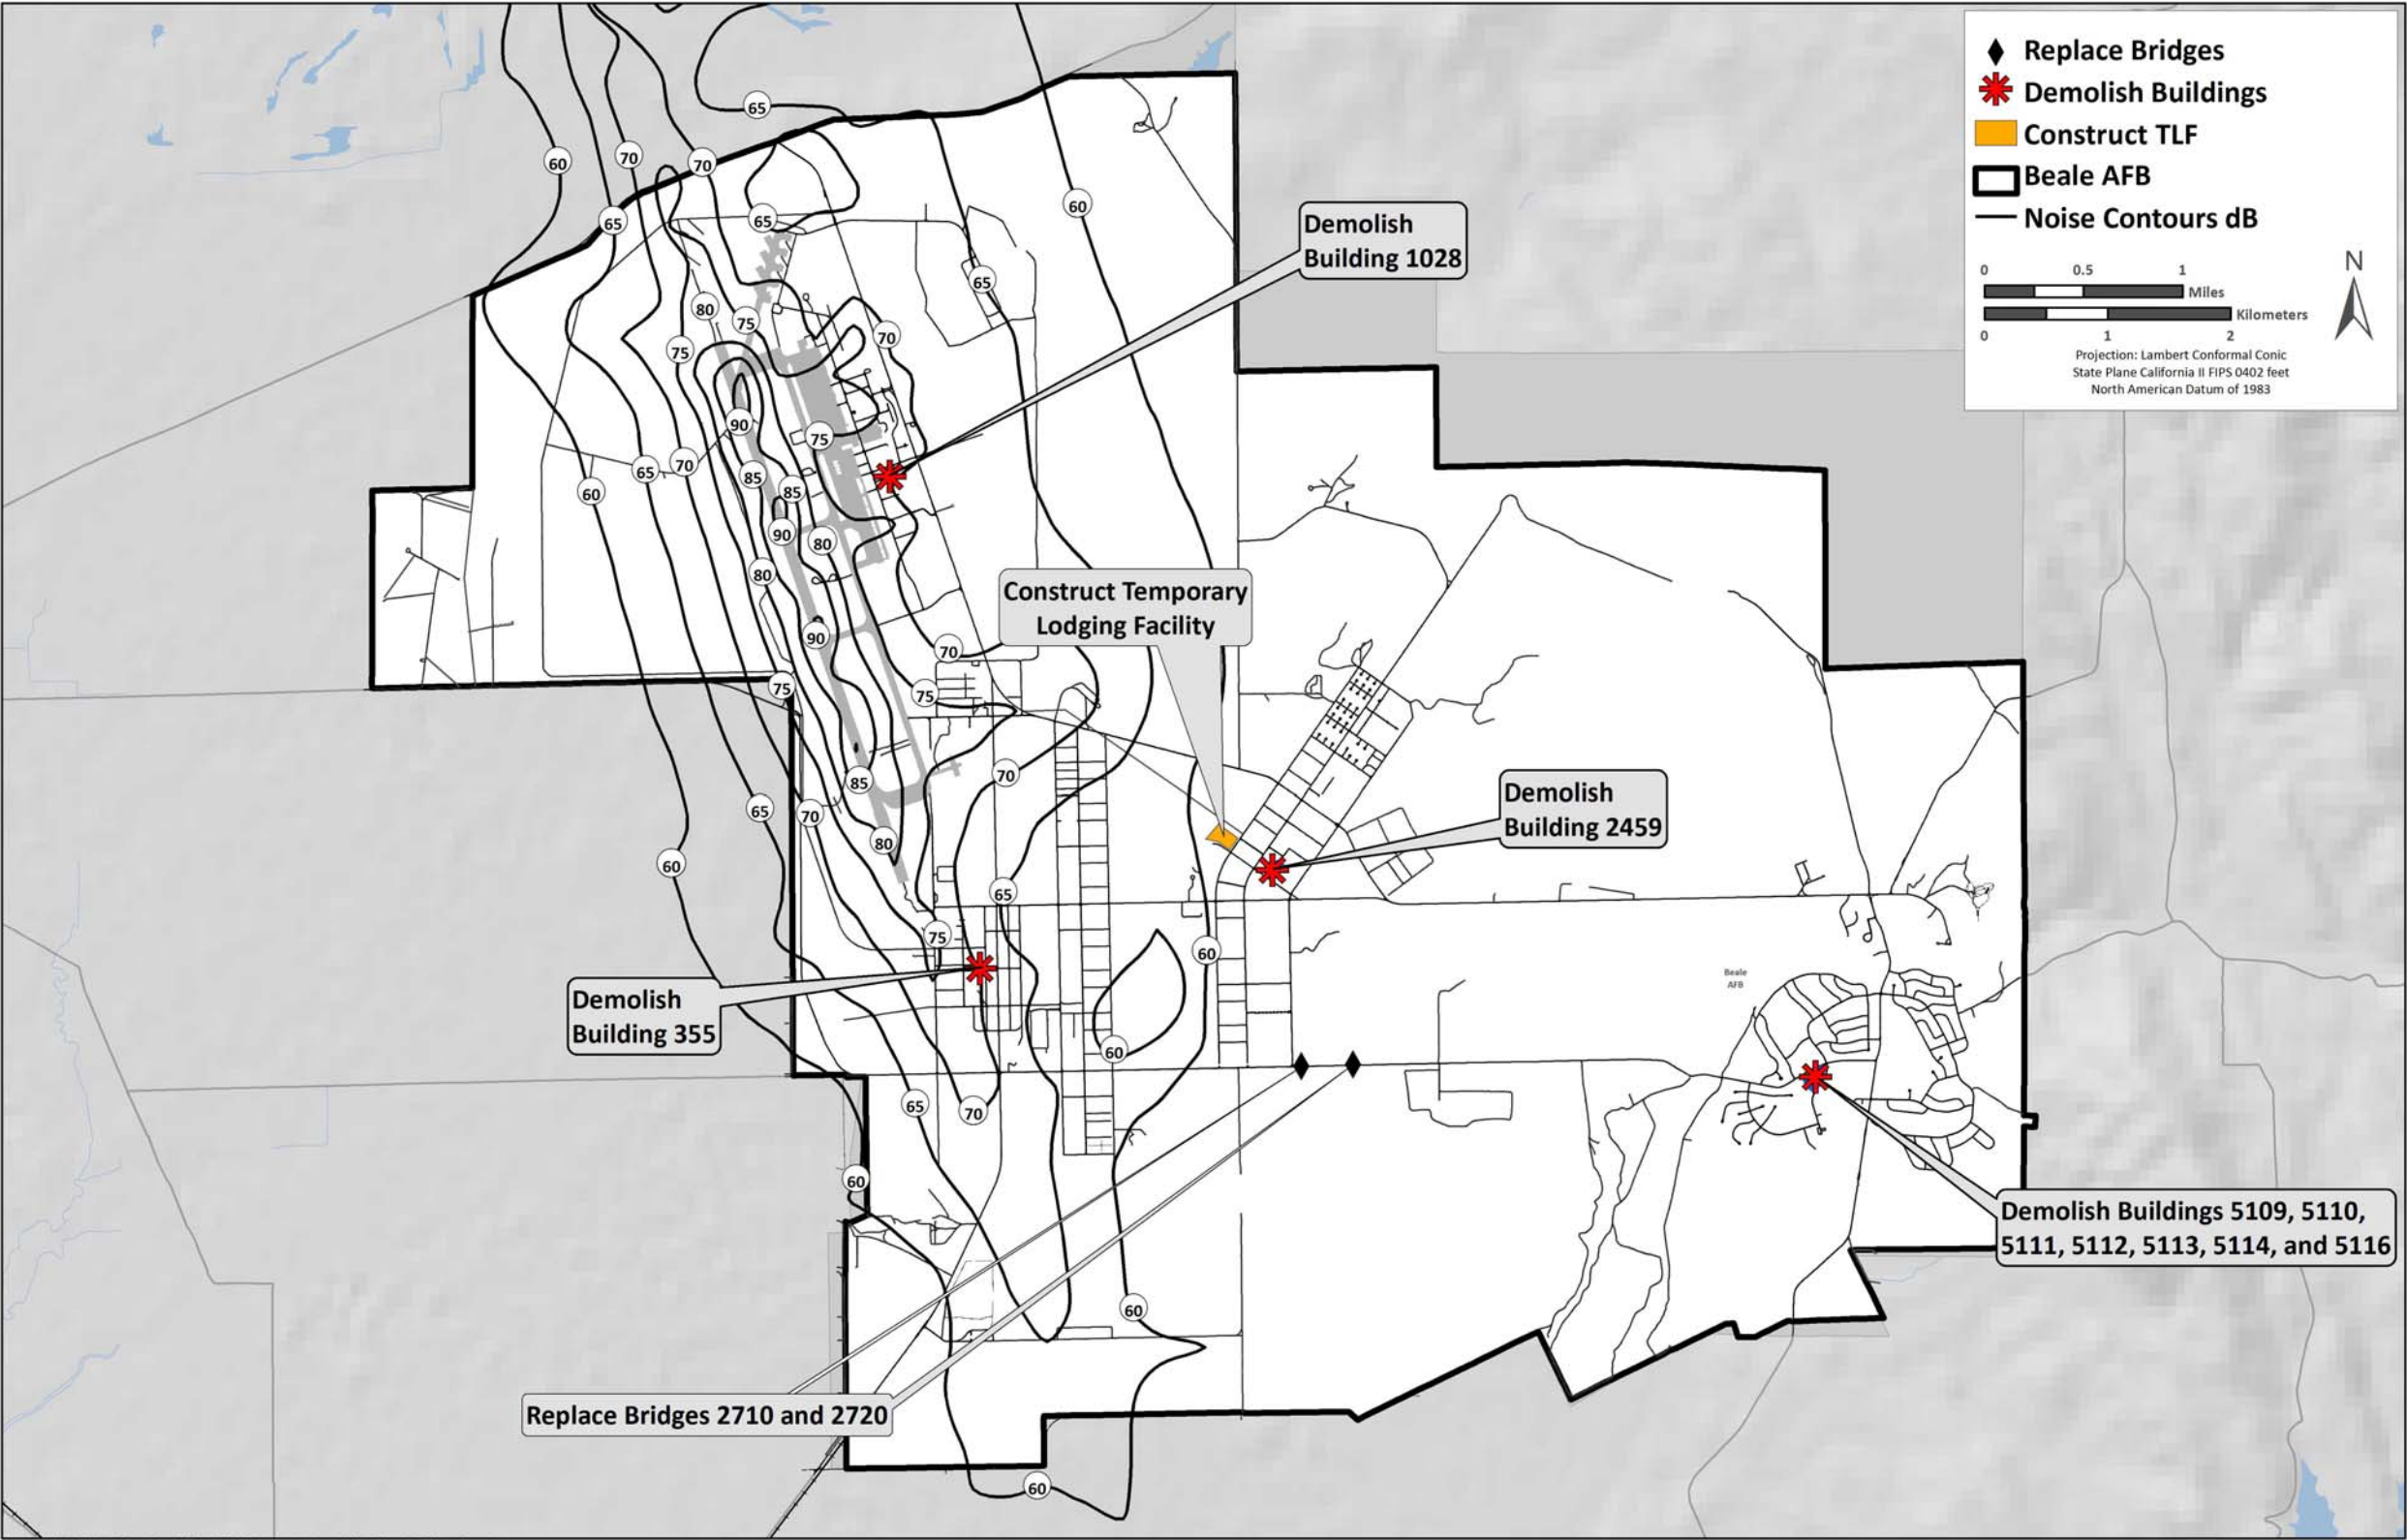 Replace Bridges
Demolish Buildings
Construct TLF
Beale AFB
Noise Contours dB
N
0 0.5 1
Miles
Kilometers
0 1 2
Projection: Lambert Conformal Conic
State Plane California II FIPS 0402 feet
North American Datum of 1983
65
60
70
70
65
65
60
Demolish
Building 1028
65
80
75
70
75
90
75
65
70
85
85
60
90
80
80
Construct Temporary
Lodging Facility
90
70
75
75
70
85
65
70
80
Demolish
Building 2459
60
65
75
60
Beale
AFB
Demolish
Building 355
60
65
70
60
Demolish Buildings 5109, 5110,
5111, 5112, 5113, 5114, and 5116
60
Replace Bridges 2710 and 2720
60